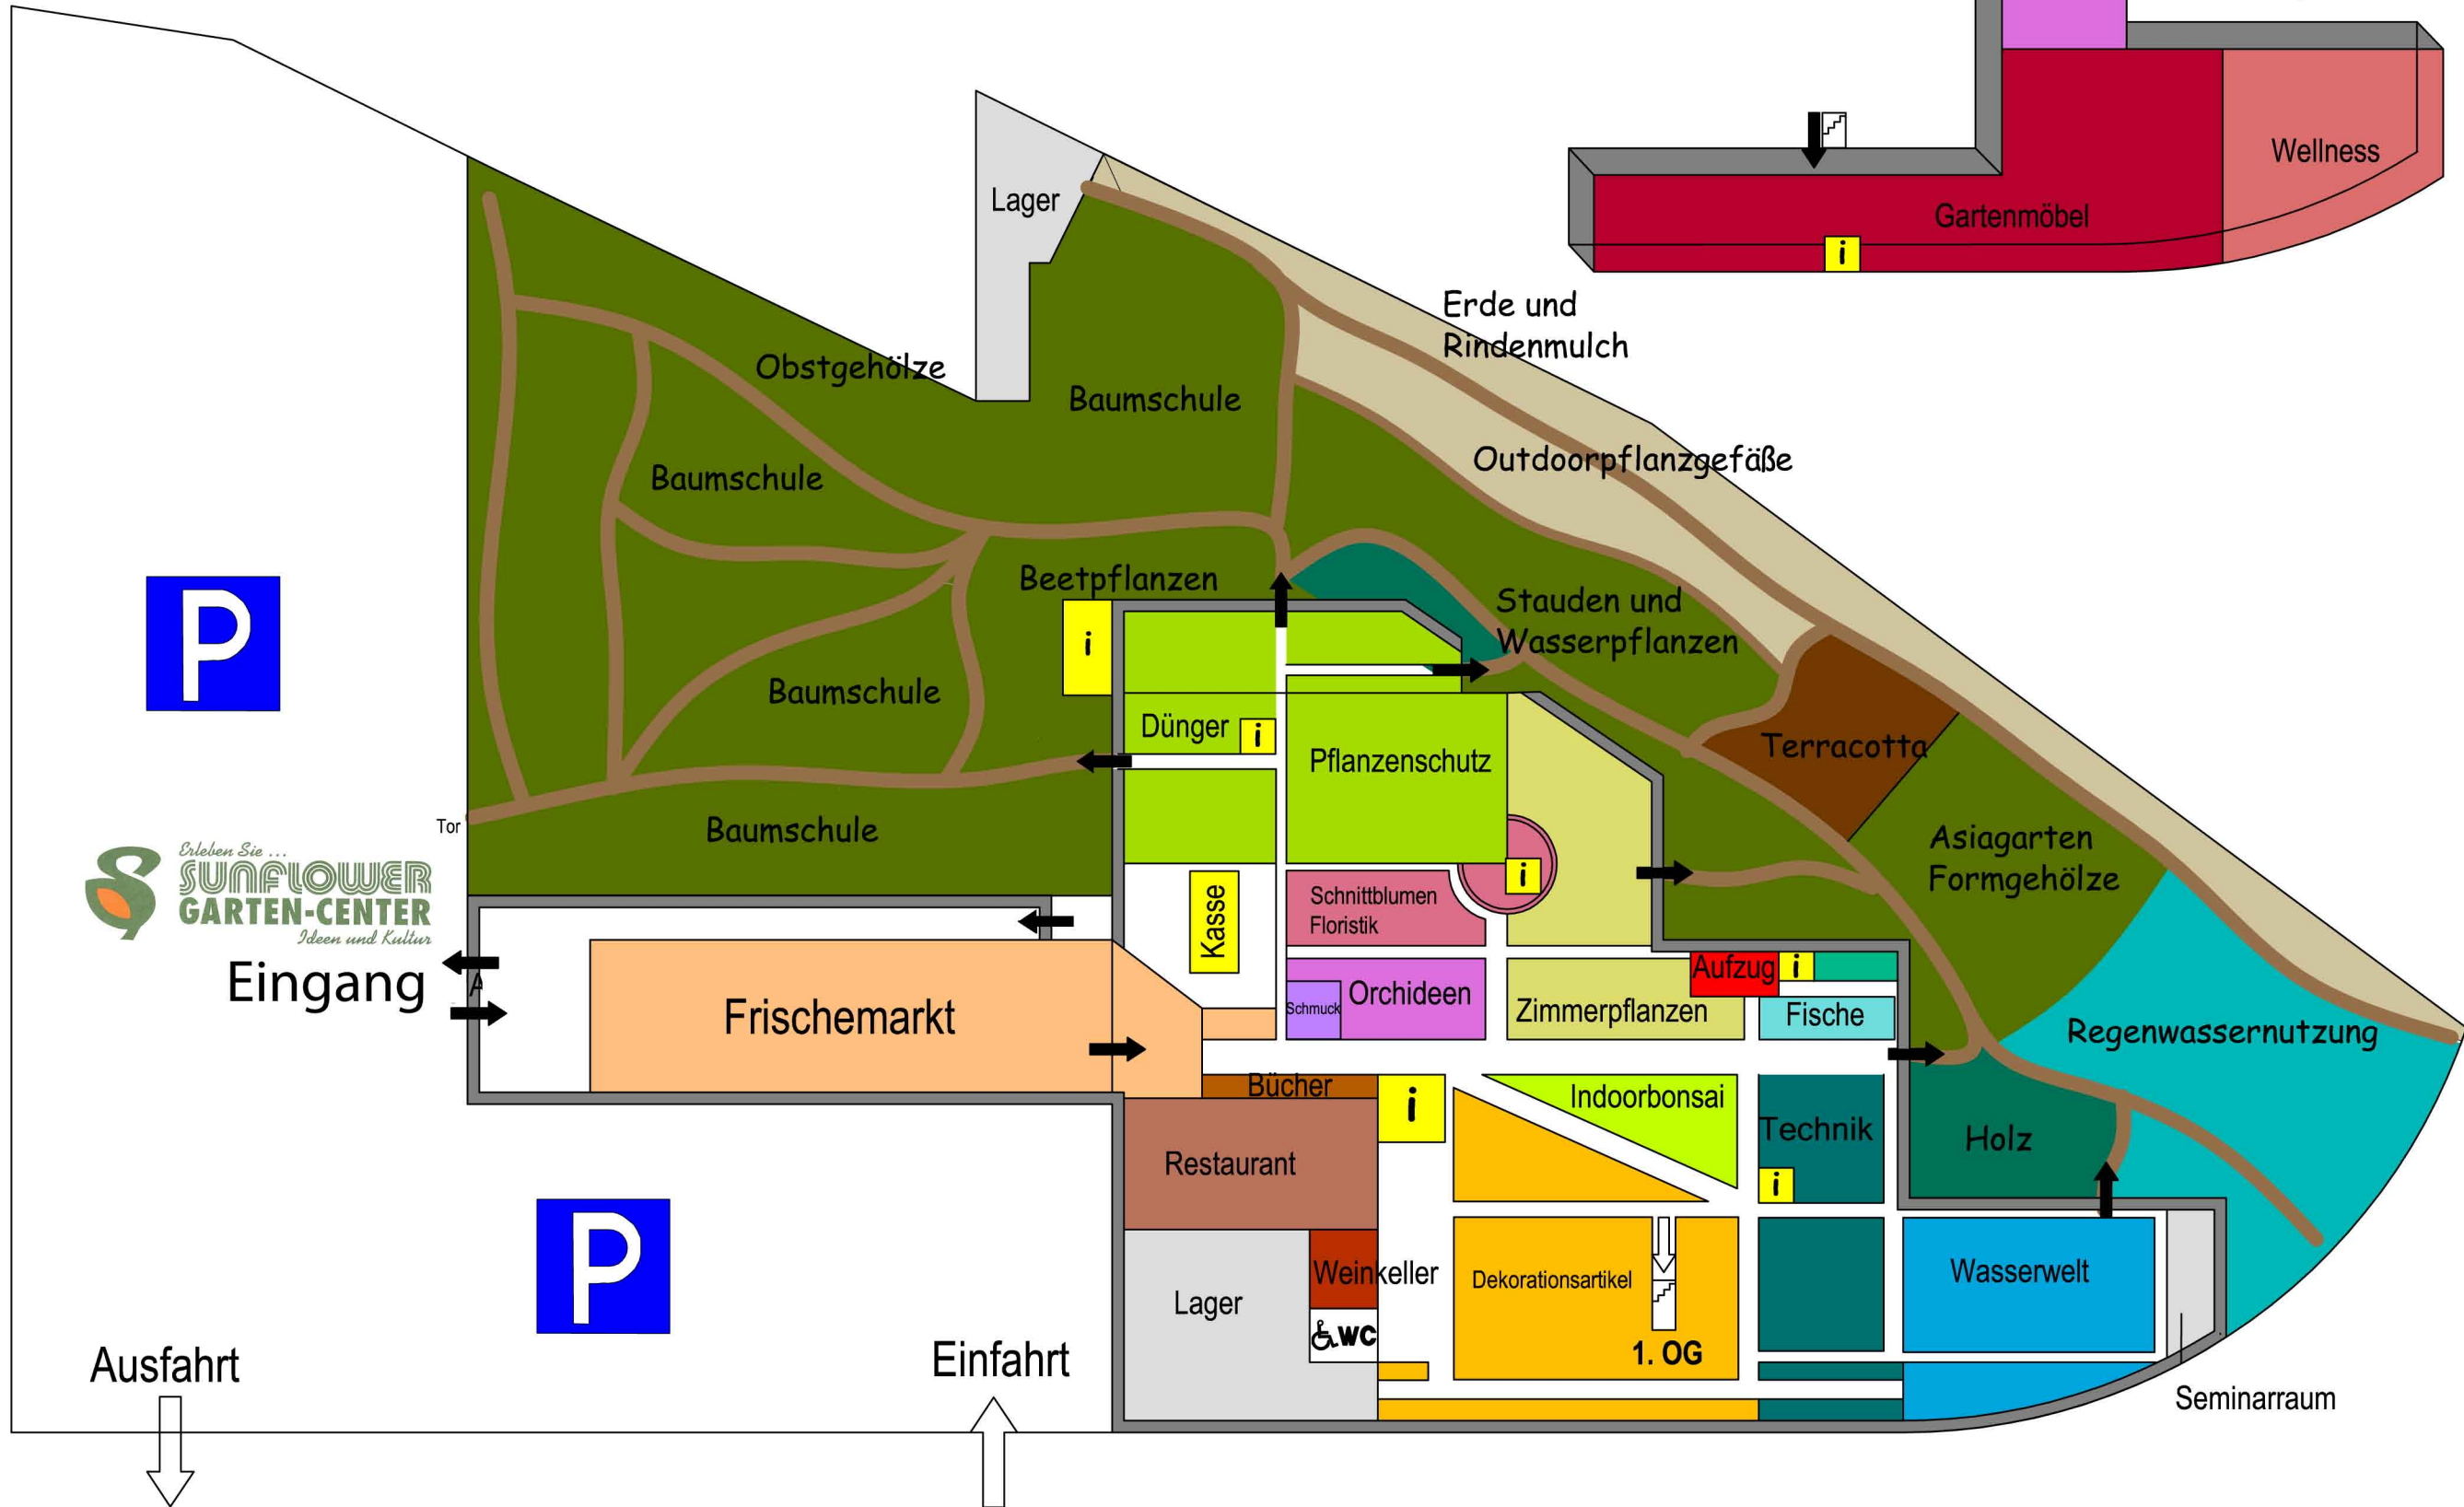 Wellness
Gartenmöbel
i
Lager
Erde und
Rindenmulch
Obstgehölze
Baumschule
Outdoorpflanzgefäße
Baumschule
Beetpflanzen
Stauden und
Wasserpflanzen
P
i
Baumschule
Dünger
i
Pflanzenschutz
Terracotta
Tor
Baumschule
Asiagarten
Formgehölze
Erleben Sie ...
SUNFLOWER
GARTEN-CENTER
Ideen und Kultur
Eingang
A
Kasse
i
Schnittblumen
Floristik
Aufzug
i
Schmuck
Orchideen
Zimmerpflanzen
Fische
Frischemarkt
Regenwassernutzung
Bücher
i
Indoorbonsai
Technik
i
Holz
Restaurant
P
Weinkeller
Dekorationsartikel
Wasserwelt
Lager
WC
1. OG
Ausfahrt
Einfahrt
Seminarraum